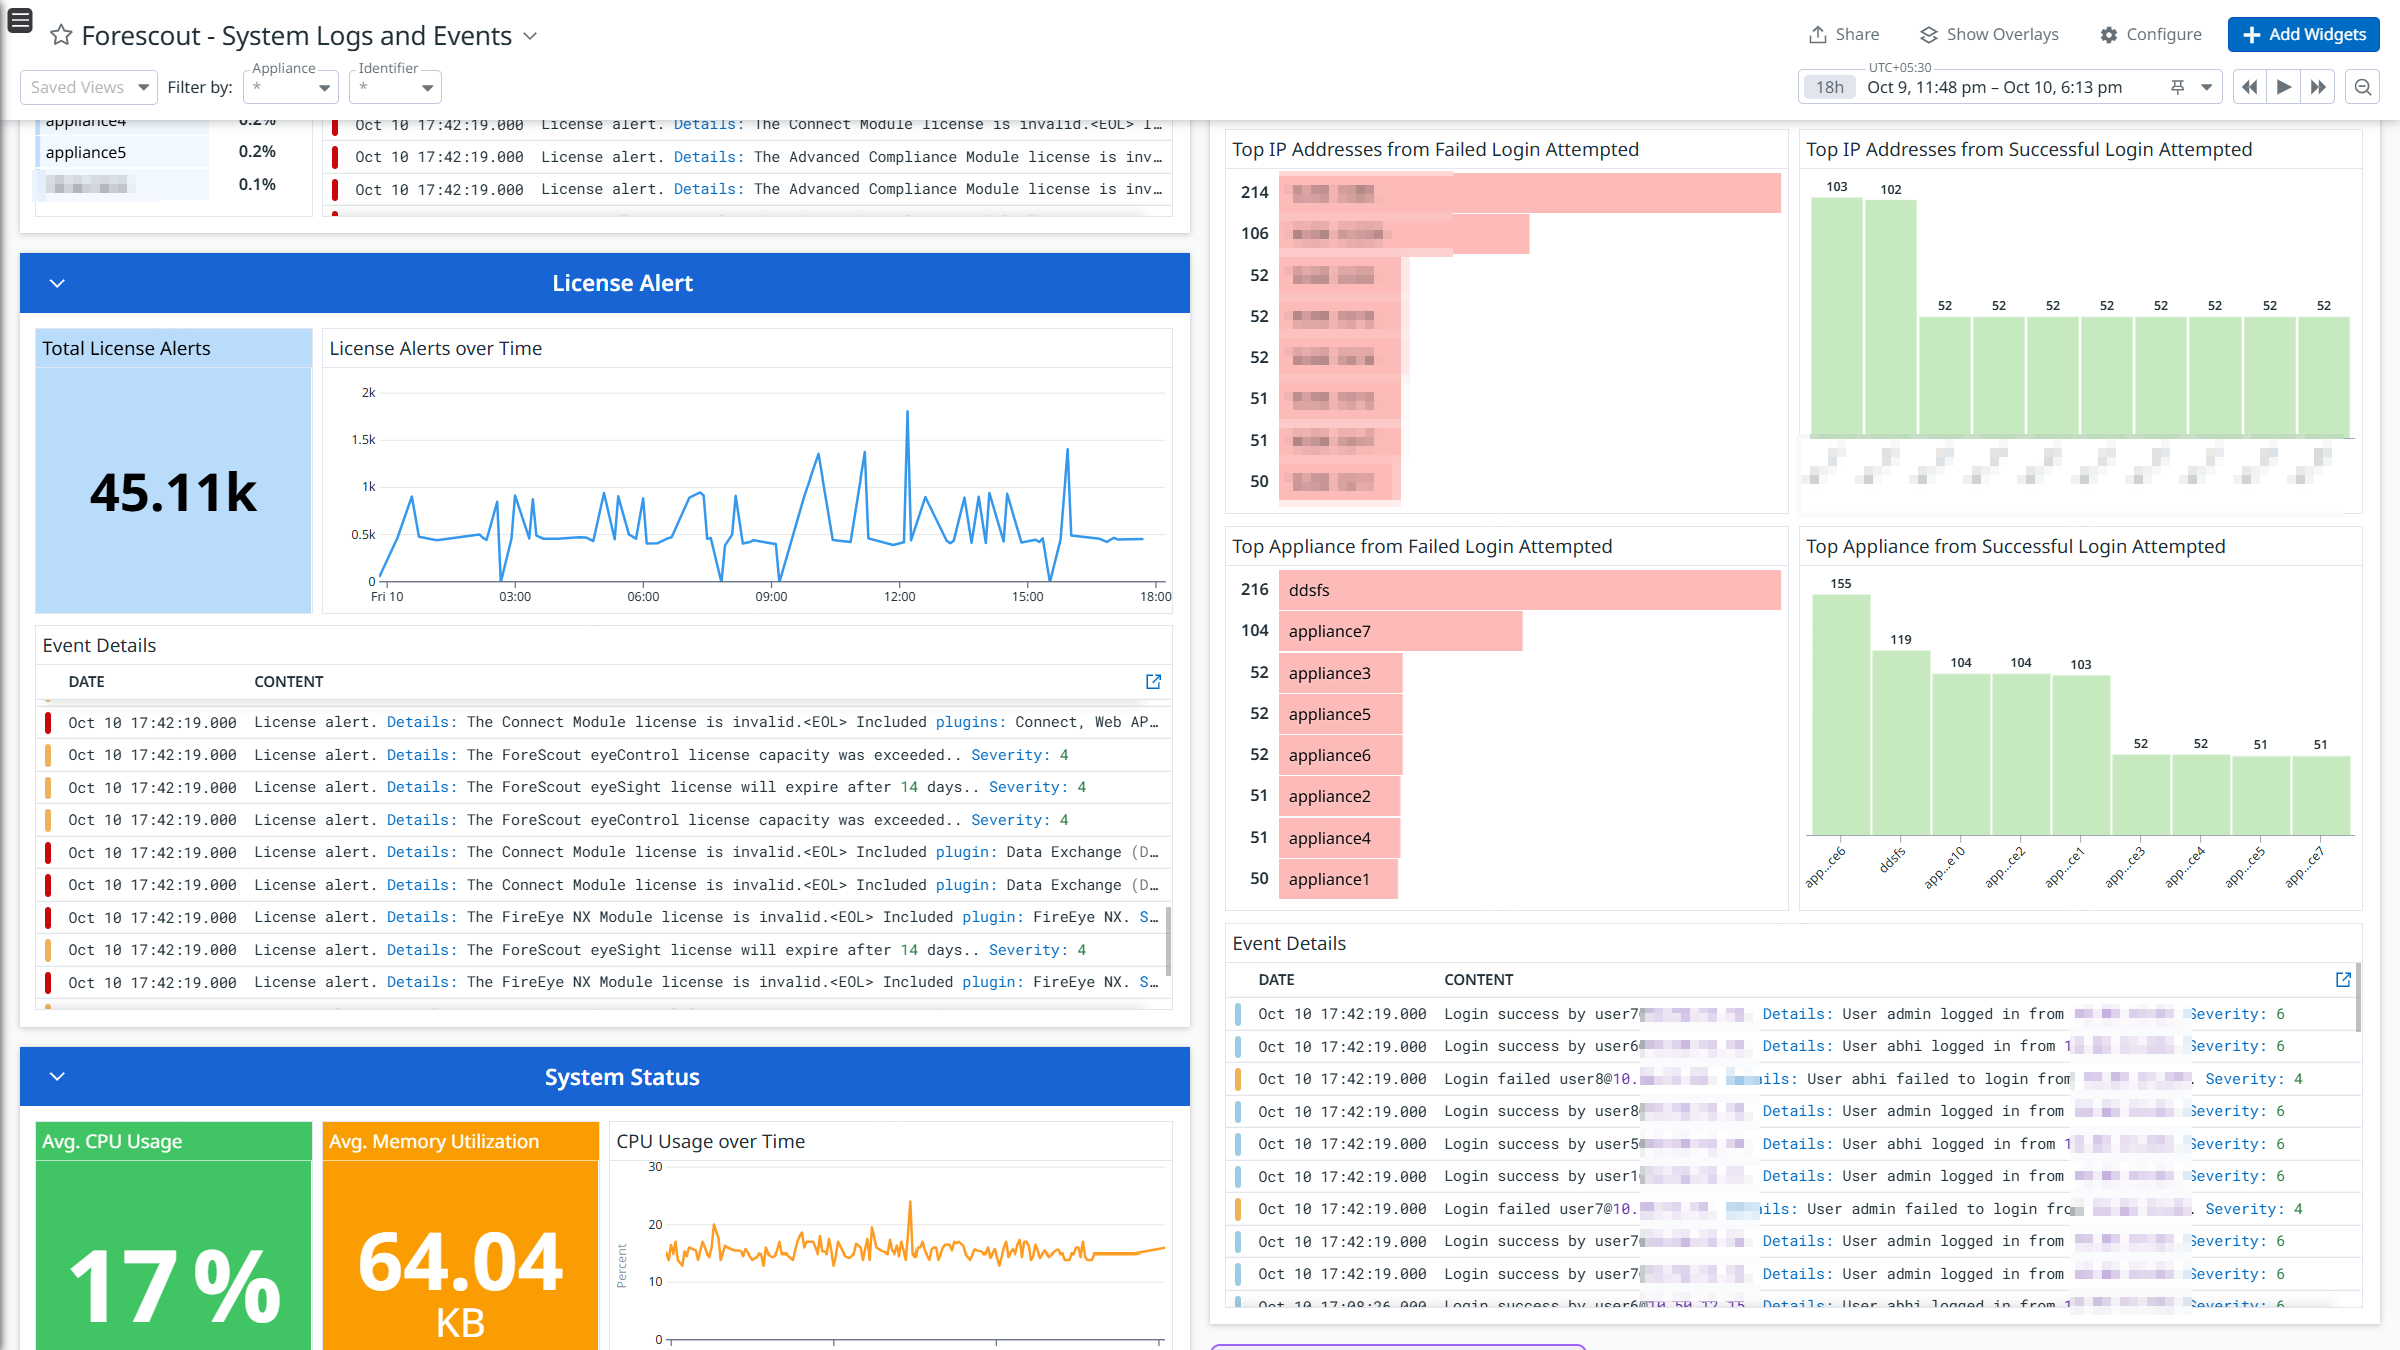 Forescout - System Logs and Events
Share
Show Overlays
Configure
Add Widgets
Saved Views
Filter by:
Appliance
*
Identifier
*
UTC+05:30
18h
Oct 9, 11:48 pm – Oct 10, 6:13 pm
appliance4 0.2%
appliance5 0.2%
0.1%
Oct 10 17:42:19.000 License alert. Details: The Connect Module license is invalid.<EOL> I…
Oct 10 17:42:19.000 License alert. Details: The Advanced Compliance Module license is inv…
Oct 10 17:42:19.000 License alert. Details: The Advanced Compliance Module license is inv…
License Alert
Total License Alerts
45.11k
License Alerts over Time
2k
1.5k
1k
0.5k
0
Fri 10 03:00 06:00 09:00 12:00 15:00 18:00
Event Details
DATE CONTENT
Oct 10 17:42:19.000 License alert. Details: The Connect Module license is invalid.<EOL> Included plugins: Connect, Web AP…
Oct 10 17:42:19.000 License alert. Details: The ForeScout eyeControl license capacity was exceeded.. Severity: 4
Oct 10 17:42:19.000 License alert. Details: The ForeScout eyeSight license will expire after 14 days.. Severity: 4
Oct 10 17:42:19.000 License alert. Details: The ForeScout eyeControl license capacity was exceeded.. Severity: 4
Oct 10 17:42:19.000 License alert. Details: The Connect Module license is invalid.<EOL> Included plugin: Data Exchange (D…
Oct 10 17:42:19.000 License alert. Details: The Connect Module license is invalid.<EOL> Included plugin: Data Exchange (D…
Oct 10 17:42:19.000 License alert. Details: The FireEye NX Module license is invalid.<EOL> Included plugin: FireEye NX. S…
Oct 10 17:42:19.000 License alert. Details: The ForeScout eyeSight license will expire after 14 days.. Severity: 4
Oct 10 17:42:19.000 License alert. Details: The FireEye NX Module license is invalid.<EOL> Included plugin: FireEye NX. S…
System Status
Avg. CPU Usage
17%
Avg. Memory Utilization
64.04
KB
CPU Usage over Time
Percent
30
20
10
0
Top IP Addresses from Failed Login Attempted
214
106
52
52
52
51
51
50
Top IP Addresses from Successful Login Attempted
103 102 52 52 52 52 52 52 52 52
Top Appliance from Failed Login Attempted
216 ddsfs
104 appliance7
52 appliance3
52 appliance5
52 appliance6
51 appliance2
51 appliance4
50 appliance1
Top Appliance from Successful Login Attempted
155 119 104 104 103 52 52 51 51
app...ce6 ddsfs app...e10 app...ce2 app...ce1 app...ce3 app...ce4 app...ce5 app...ce7
Event Details
DATE CONTENT
Oct 10 17:42:19.000 Login success by user7 Details: User admin logged in from Severity: 6
Oct 10 17:42:19.000 Login success by user6 Details: User abhi logged in from 1 Severity: 6
Oct 10 17:42:19.000 Login failed user8@10. ails: User abhi failed to login from . Severity: 4
Oct 10 17:42:19.000 Login success by user8 Details: User admin logged in from Severity: 6
Oct 10 17:42:19.000 Login success by user5 Details: User abhi logged in from 1 Severity: 6
Oct 10 17:42:19.000 Login success by user1 Details: User admin logged in from Severity: 6
Oct 10 17:42:19.000 Login failed user7@10. ails: User admin failed to login fro . Severity: 4
Oct 10 17:42:19.000 Login success by user7 Details: User admin logged in from Severity: 6
Oct 10 17:42:19.000 Login success by user7 Details: User admin logged in from Severity: 6
Oct 10 17:08:26.000 Login success by user6@10.50.12.15 Details: User abhi logged in from 1 Severity: 6